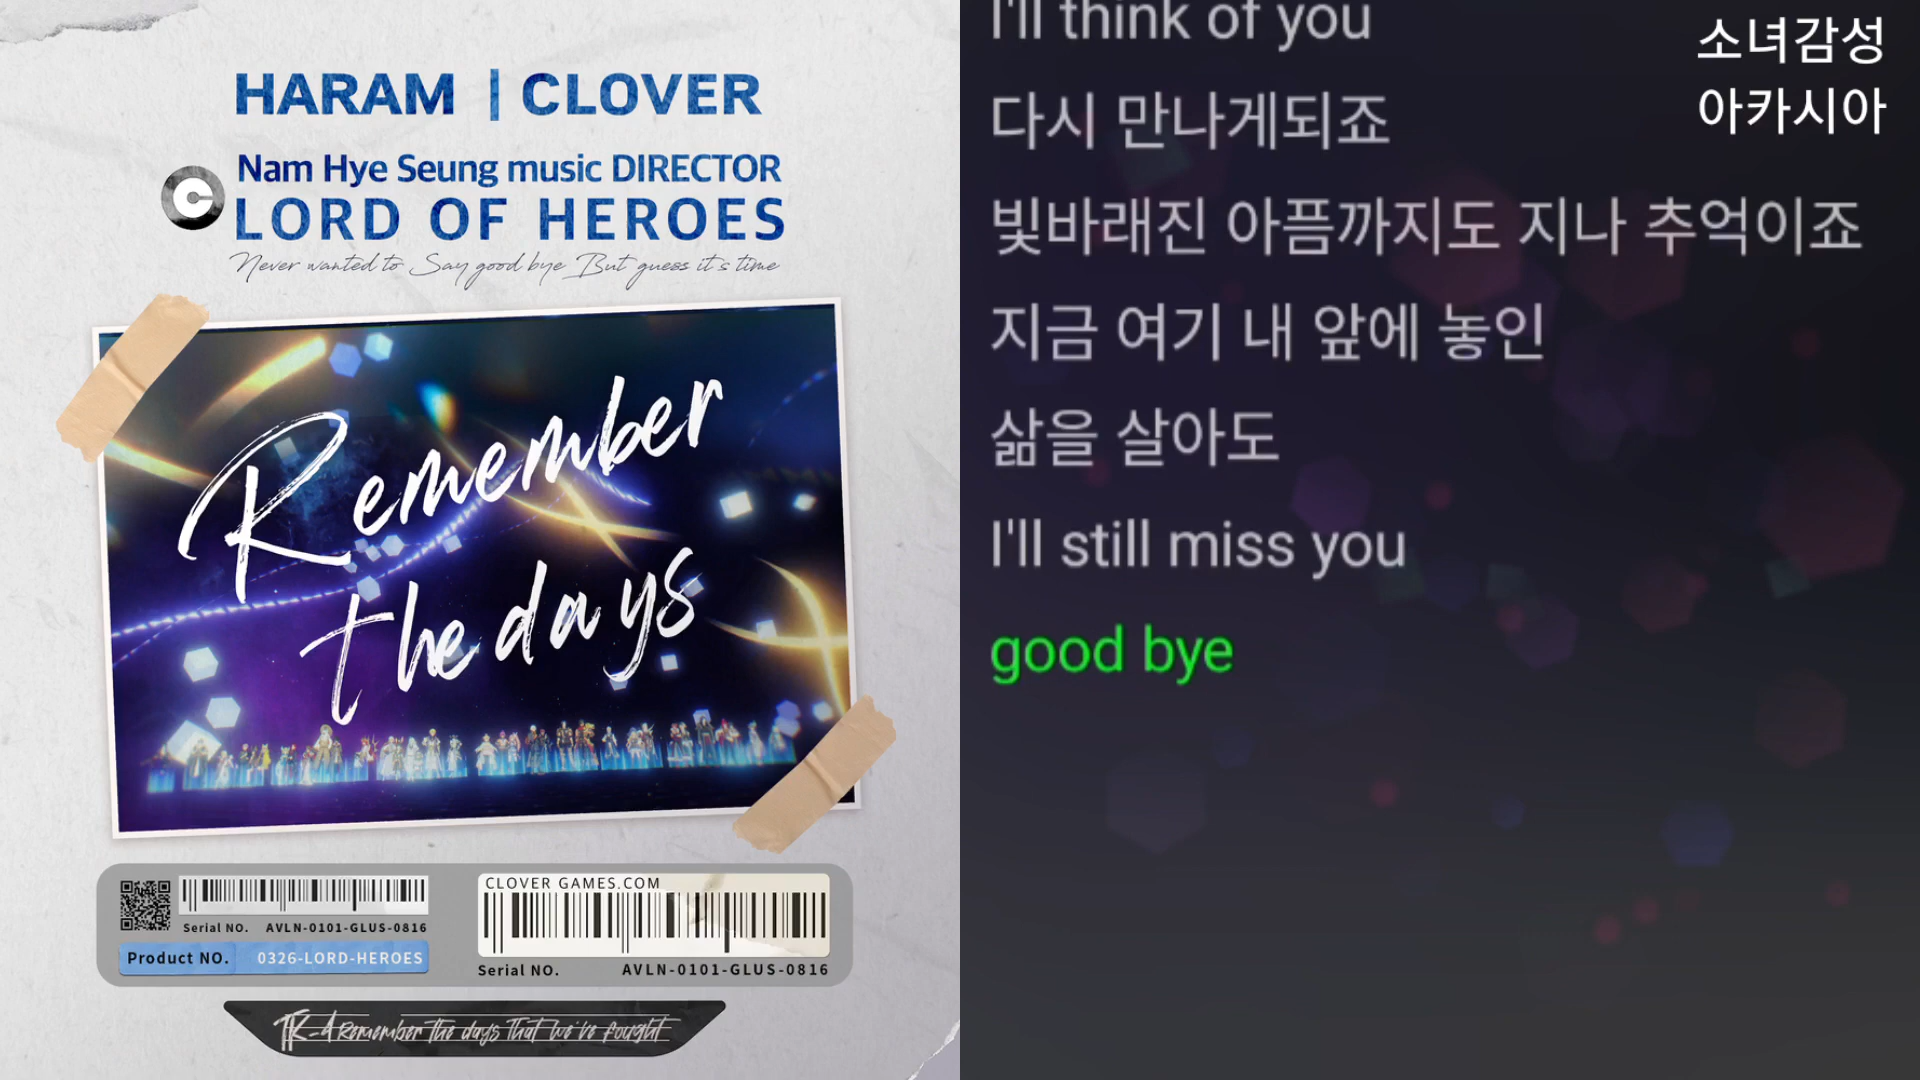 HARAM | CLOVER
Nam Hye Seung music DIRECTOR
C
LORD OF HEROES
Never wanted to Say good bye But guess it's time
Remember
the days
CLOVER GAMES.COM
Serial NO. AVLN-0101-GLUS-0816
Product NO. 0326-LORD-HEROES
Serial NO. AVLN-0101-GLUS-0816
TR-4 Remember the days That we've fought
I'll think of you
다시 만나게되죠
빛바래진 아픔까지도 지나 추억이죠
지금 여기 내 앞에 놓인
삶을 살아도
I'll still miss you
good bye
소녀감성
아카시아